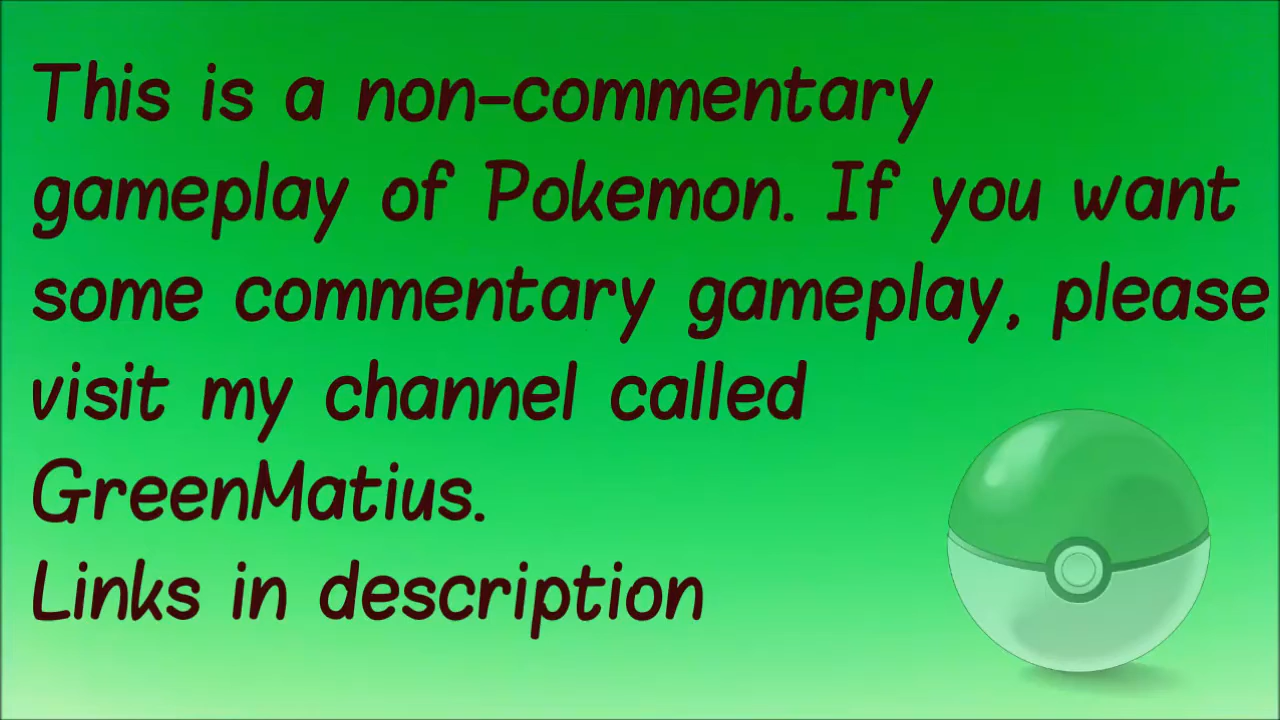 This is a non-commentary
gameplay of Pokemon. If you want
some commentary gameplay, please
visit my channel called
GreenMatius.
Links in description